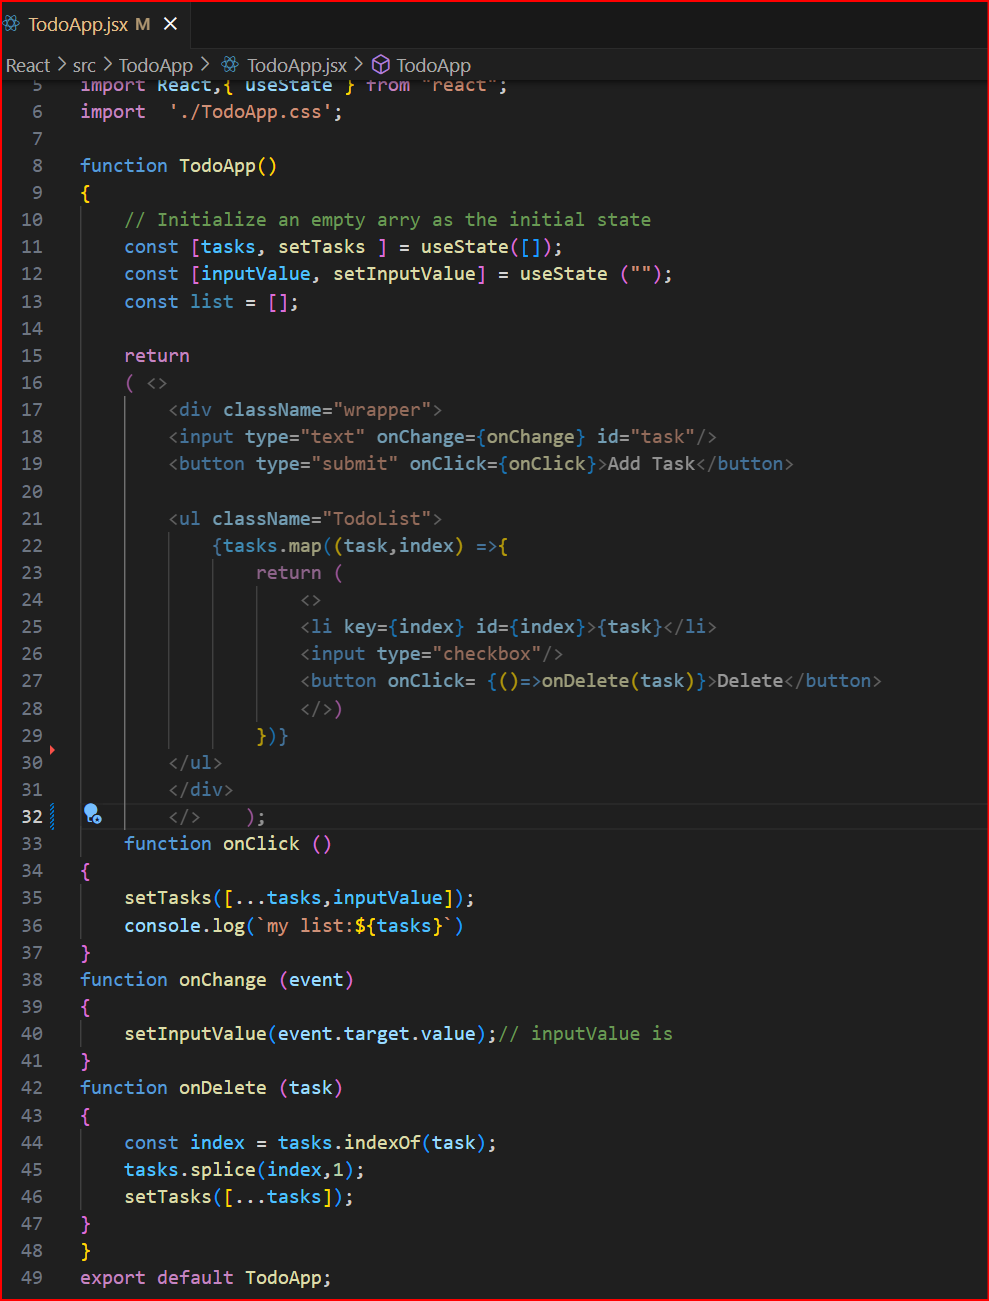 TodoApp.jsx M
React > src > TodoApp > TodoApp.jsx > TodoApp
5 import React,{ useState } from "react";
6 import  './TodoApp.css';
7
8 function TodoApp()
9 {
10     // Initialize an empty arry as the initial state
11     const [tasks, setTasks ] = useState([]);
12     const [inputValue, setInputValue] = useState ("");
13     const list = [];
14
15     return
16     ( <>
17         <div className="wrapper">
18         <input type="text" onChange={onChange} id="task"/>
19         <button type="submit" onClick={onClick}>Add Task</button>
20
21         <ul className="TodoList">
22             {tasks.map((task,index) =>{
23                 return (
24                     <>
25                     <li key={index} id={index}>{task}</li>
26                     <input type="checkbox"/>
27                     <button onClick= {()=>onDelete(task)}>Delete</button>
28                     </>)
29                 })}
30         </ul>
31         </div>
32         </>    );
33     function onClick ()
34 {
35     setTasks([...tasks,inputValue]);
36     console.log(`my list:${tasks}`)
37 }
38 function onChange (event)
39 {
40     setInputValue(event.target.value);// inputValue is
41 }
42 function onDelete (task)
43 {
44     const index = tasks.indexOf(task);
45     tasks.splice(index,1);
46     setTasks([...tasks]);
47 }
48 }
49 export default TodoApp;